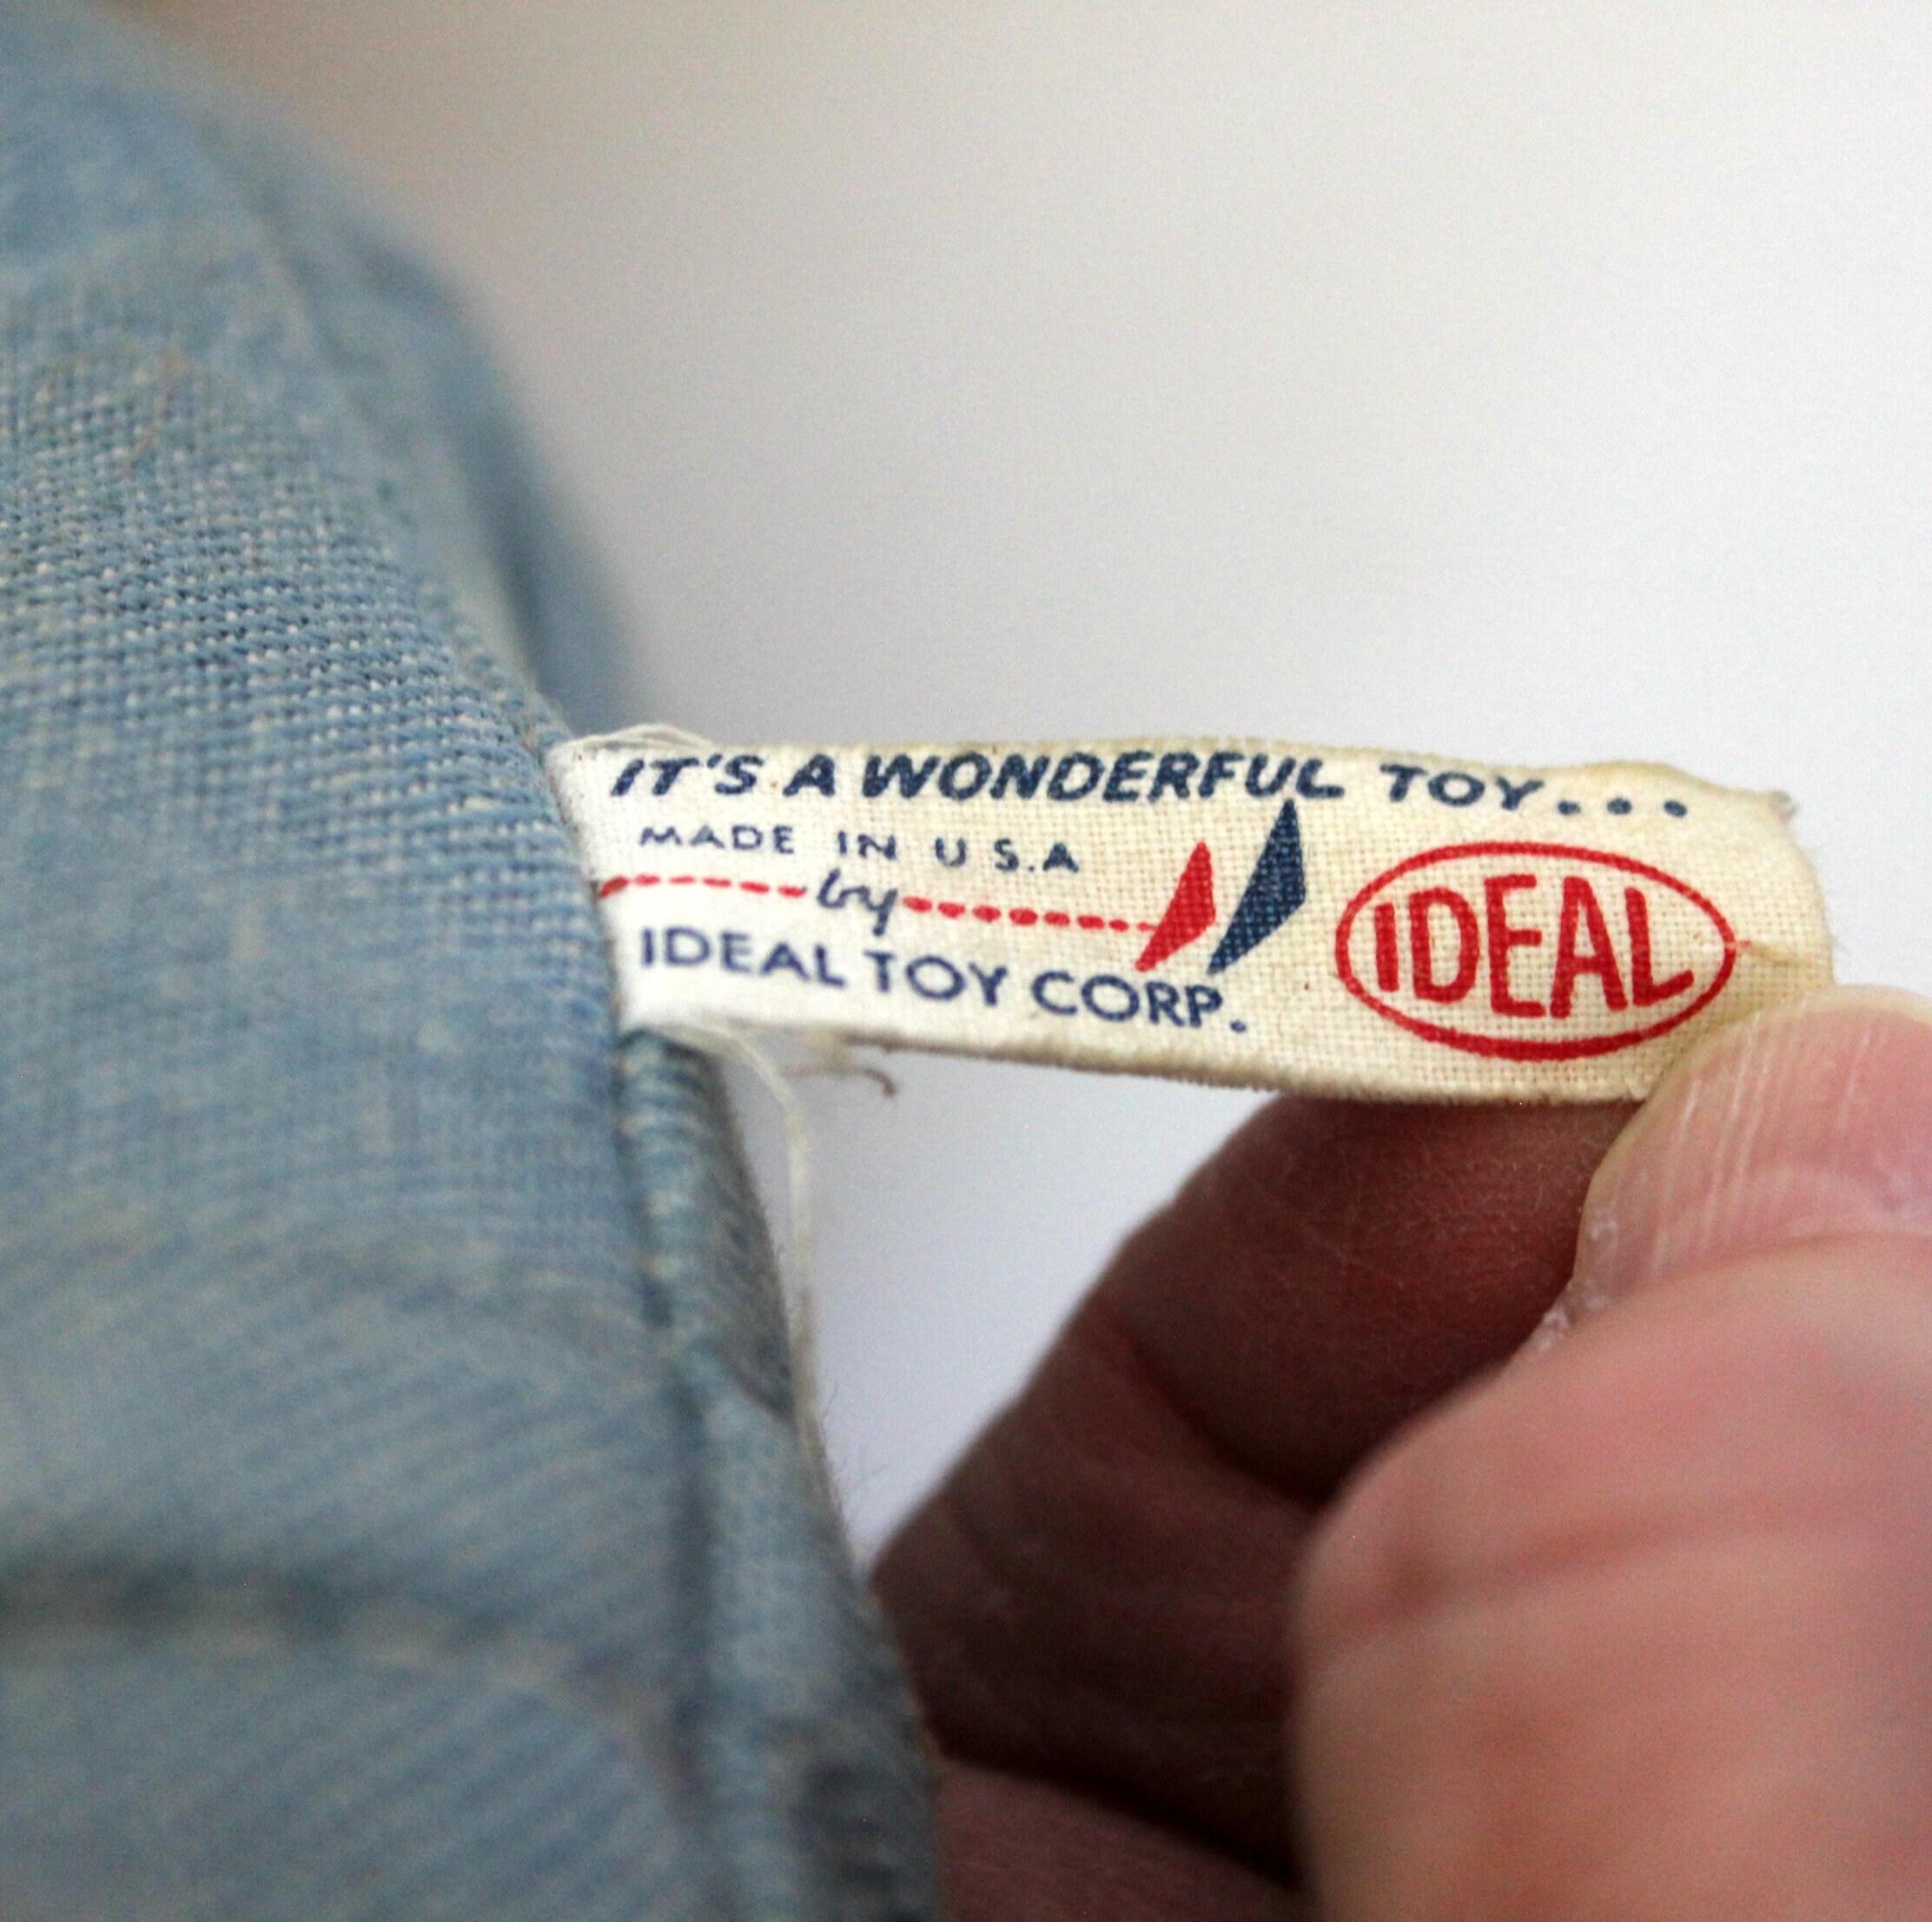 IT'S A WONDERFUL TOY...
MADE IN U.S.A
by
IDEAL TOY CORP.
IDEAL